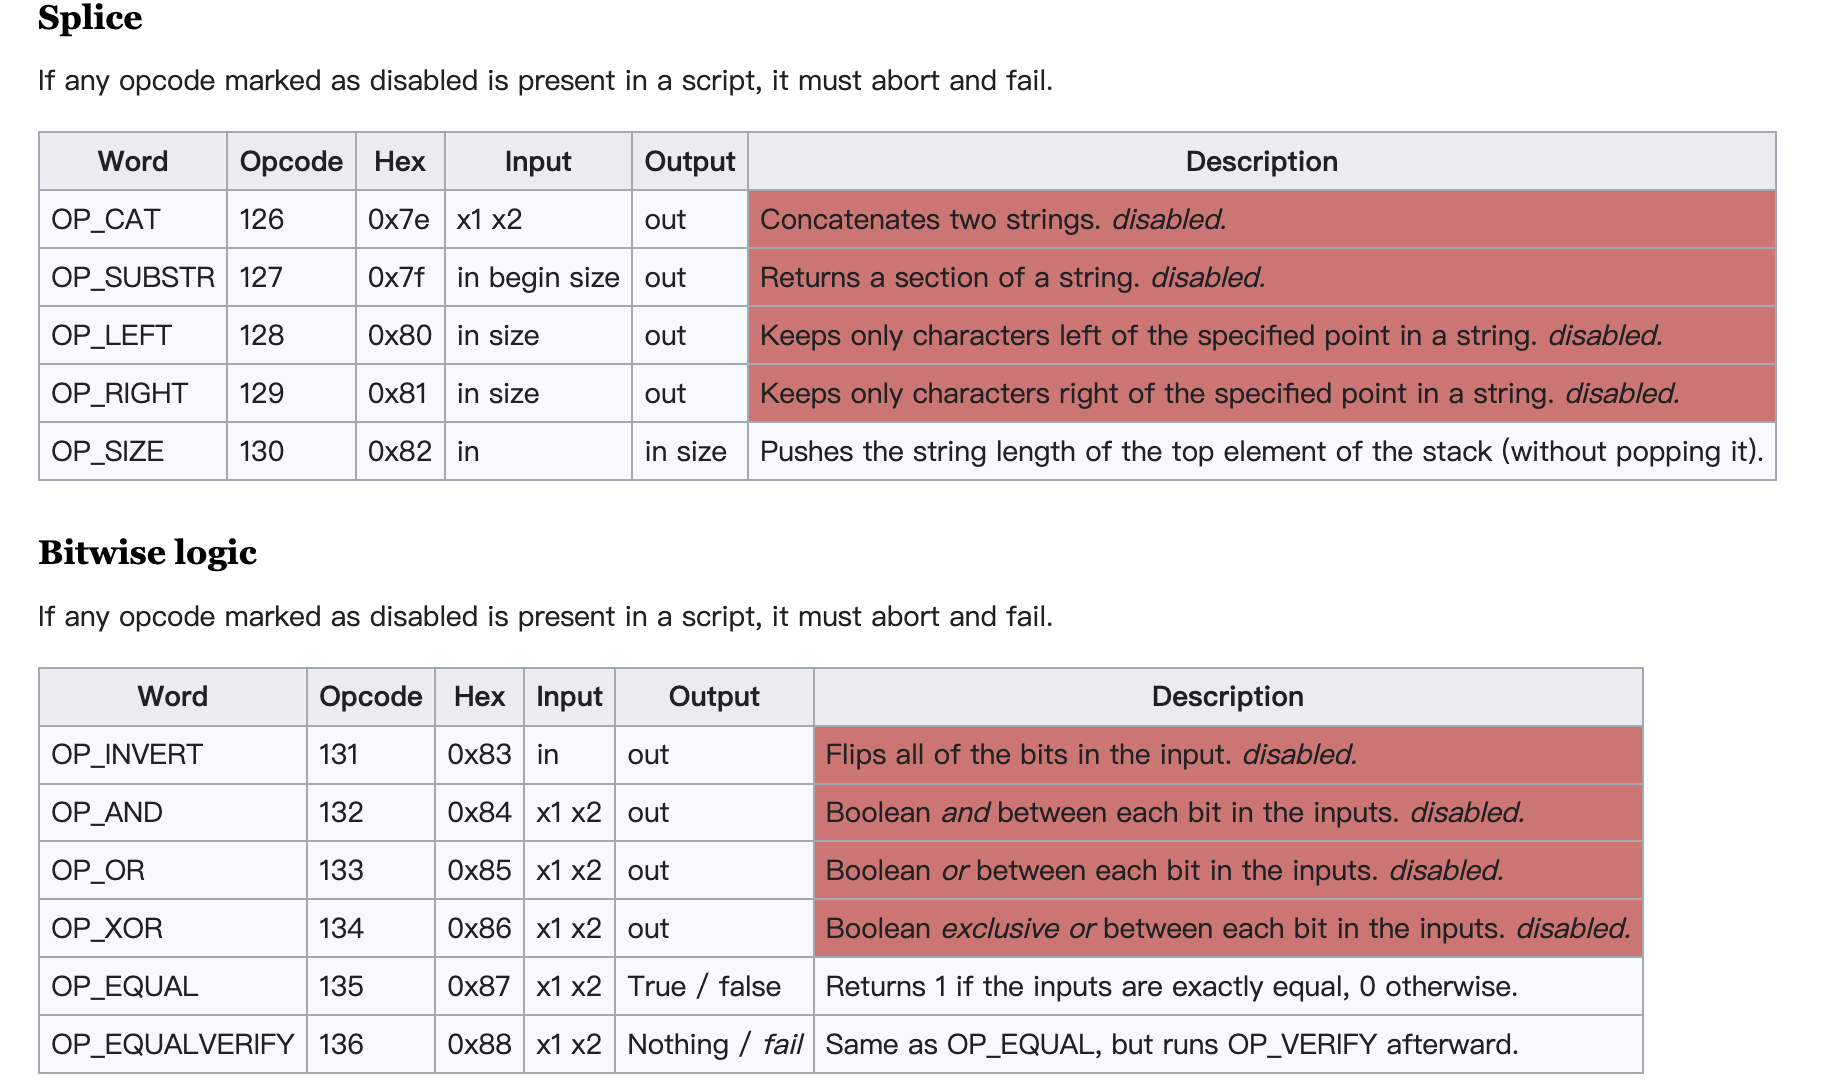 Splice
If any opcode marked as disabled is present in a script, it must abort and fail.
Word Opcode Hex Input Output Description
OP_CAT 126 0x7e x1 x2 out Concatenates two strings. disabled.
OP_SUBSTR 127 0x7f in begin size out Returns a section of a string. disabled.
OP_LEFT 128 0x80 in size out Keeps only characters left of the specified point in a string. disabled.
OP_RIGHT 129 0x81 in size out Keeps only characters right of the specified point in a string. disabled.
OP_SIZE 130 0x82 in in size Pushes the string length of the top element of the stack (without popping it).
Bitwise logic
If any opcode marked as disabled is present in a script, it must abort and fail.
Word Opcode Hex Input Output Description
OP_INVERT 131 0x83 in out Flips all of the bits in the input. disabled.
OP_AND 132 0x84 x1 x2 out Boolean and between each bit in the inputs. disabled.
OP_OR 133 0x85 x1 x2 out Boolean or between each bit in the inputs. disabled.
OP_XOR 134 0x86 x1 x2 out Boolean exclusive or between each bit in the inputs. disabled.
OP_EQUAL 135 0x87 x1 x2 True / false Returns 1 if the inputs are exactly equal, 0 otherwise.
OP_EQUALVERIFY 136 0x88 x1 x2 Nothing / fail Same as OP_EQUAL, but runs OP_VERIFY afterward.